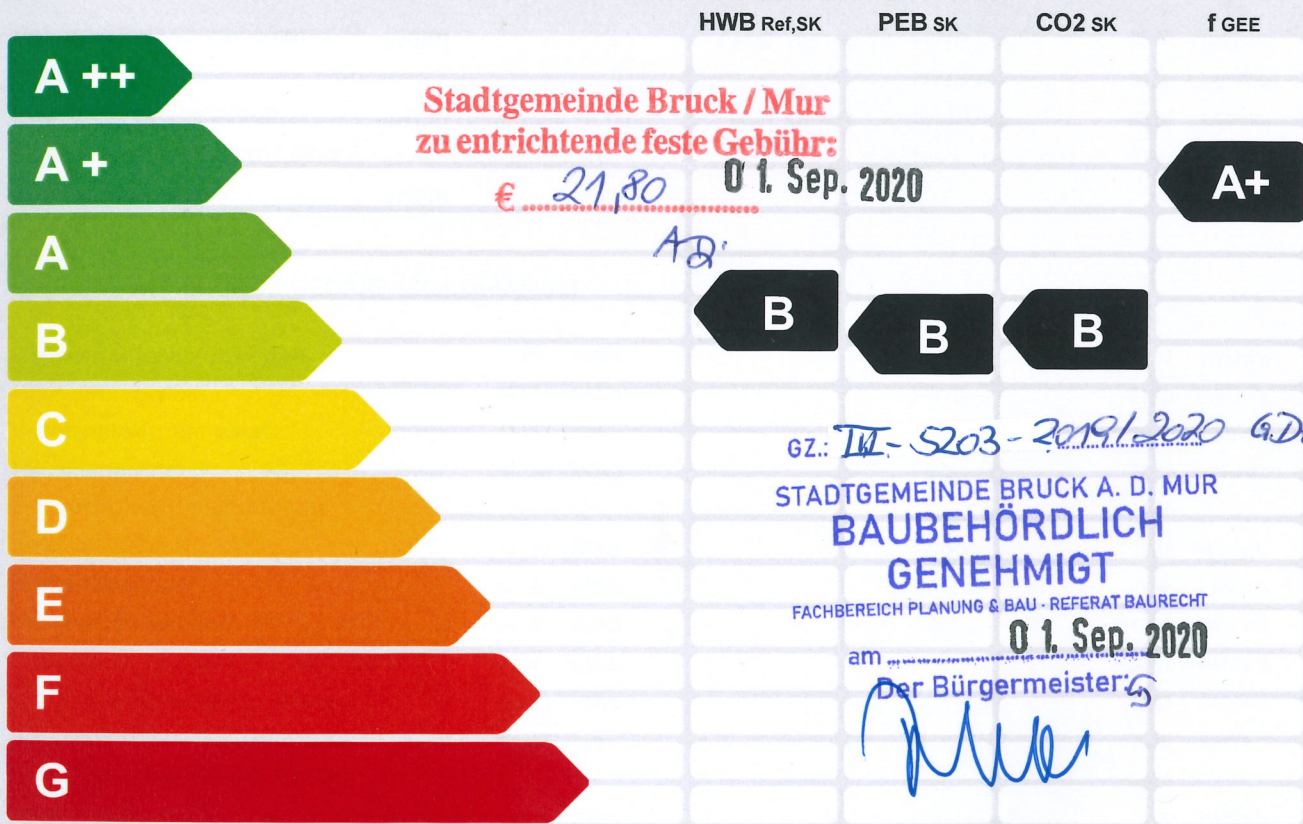 HWB Ref,SK PEB SK CO2 SK f GEE
A ++
Stadtgemeinde Bruck / Mur
zu entrichtende feste Gebühr:
A +
01. Sep. 2020
A+
€ 21,80
A
B
B
B
B
C
GZ.: - 5203 - 2019/2020 G.D.
STADTGEMEINDE BRUCK A. D. MUR
D
BAUBEHÖRDLICH
GENEHMIGT
E
FACHBEREICH PLANUNG & BAU - REFERAT BAURECHT
am 01. Sep. 2020
F
Der Bürgermeister:
G